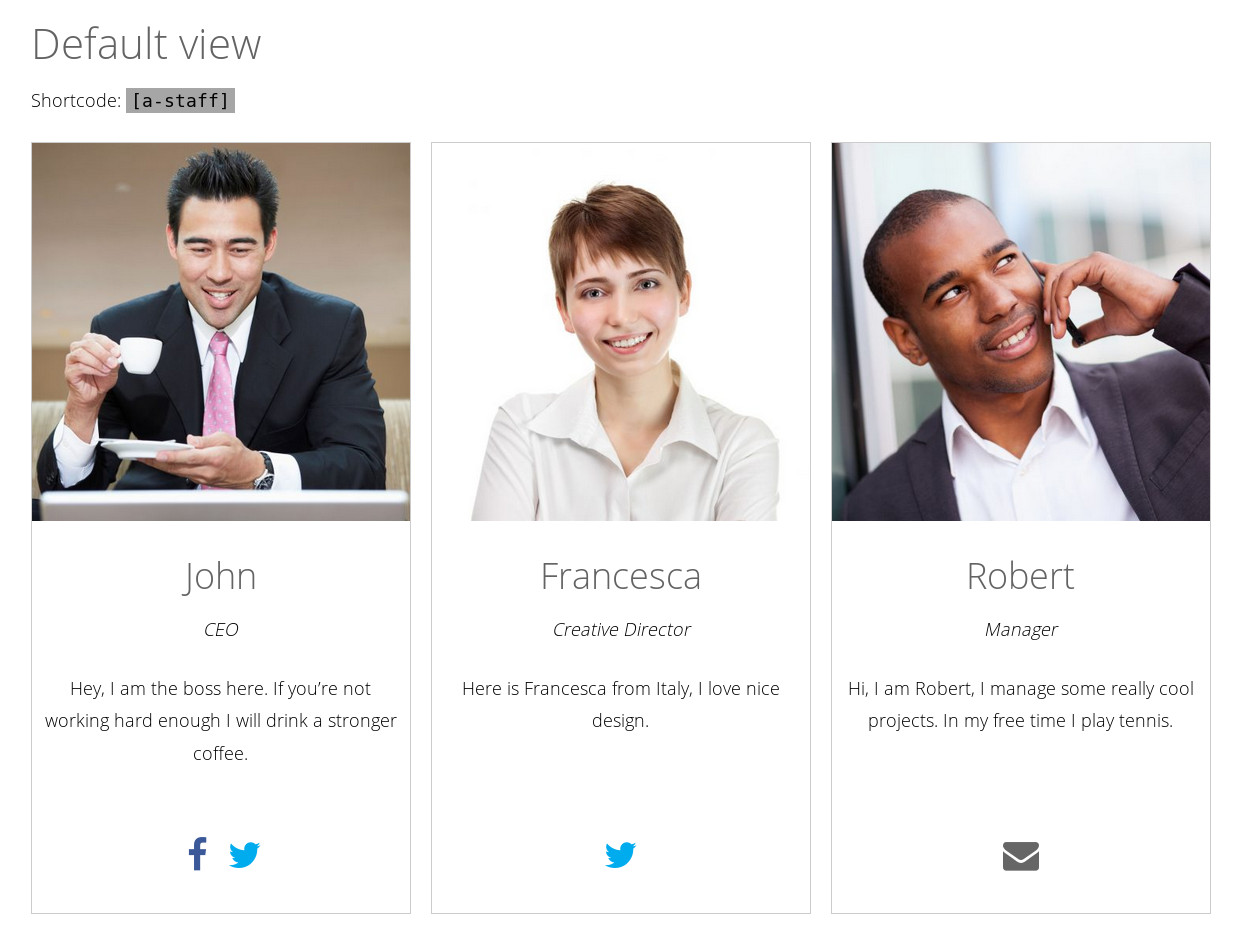 Default view
Shortcode: [a-staff]
John
CEO
Hey, I am the boss here. If you’re not
working hard enough I will drink a stronger
coffee.
Francesca
Creative Director
Here is Francesca from Italy, I love nice
design.
Robert
Manager
Hi, I am Robert, I manage some really cool
projects. In my free time I play tennis.